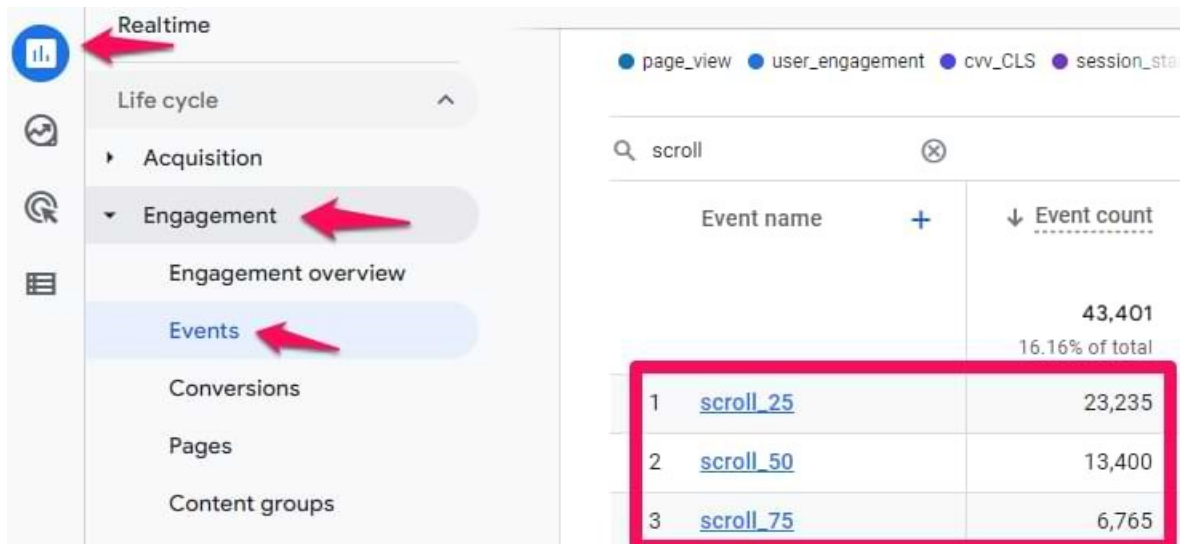 Realtime
Life cycle
Acquisition
Engagement
Engagement overview
Events
Conversions
Pages
Content groups
page_view user_engagement cvv_CLS
scroll
Event name + Event count
43,401
16.16% of total
1 scroll_25 23,235
2 scroll_50 13,400
3 scroll_75 6,765